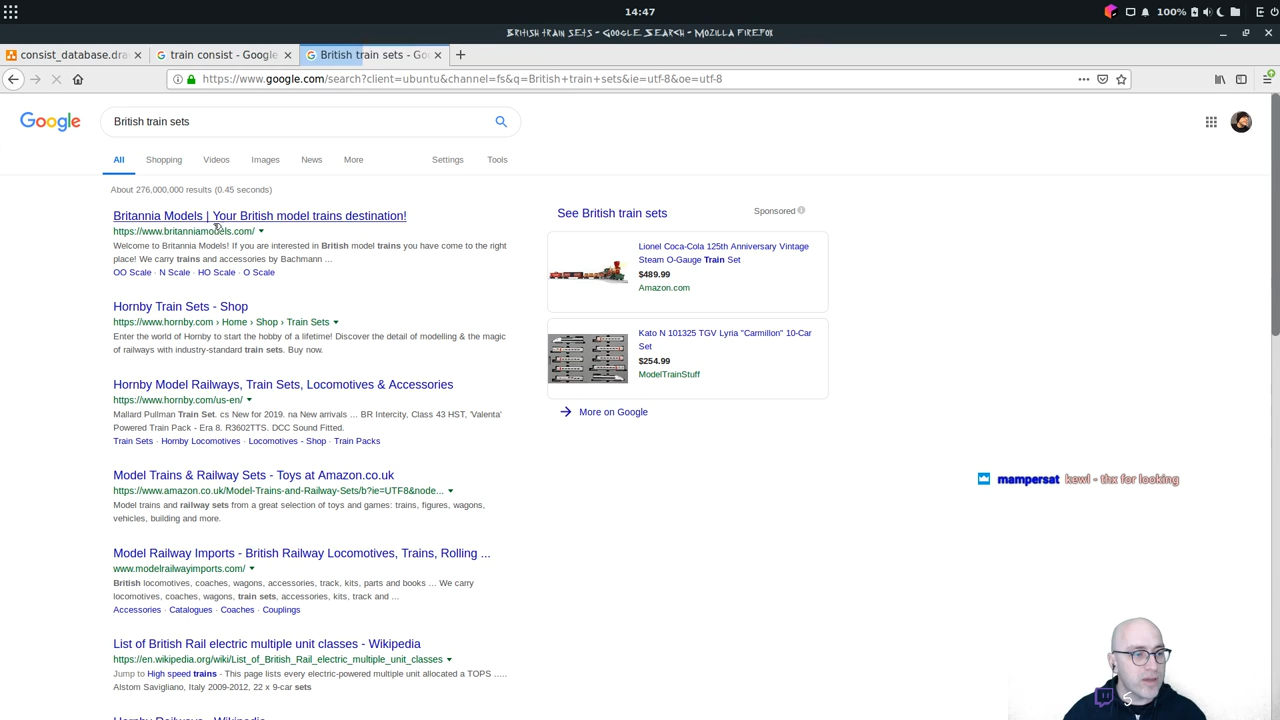 14:47
100%
British train sets - Google Search - Mozilla Firefox
consist_database.dra
train consist - Google
British train sets - Goo
https://www.google.com/search?client=ubuntu&channel=fs&q=British+train+sets&ie=utf-8&oe=utf-8
Google
British train sets
All
Shopping
Videos
Images
News
More
Settings
Tools
About 276,000,000 results (0.45 seconds)
Britannia Models | Your British model trains destination!
https://www.britanniamodels.com/
Welcome to Britannia Models! If you are interested in British model trains you have come to the right
place! We carry trains and accessories by Bachmann ...
OO Scale · N Scale · HO Scale · O Scale
Hornby Train Sets - Shop
https://www.hornby.com › Home › Shop › Train Sets
Enter the world of Hornby to start the hobby of a lifetime! Discover the detail of modelling & the magic
of railways with industry-standard train sets. Buy now.
Hornby Model Railways, Train Sets, Locomotives & Accessories
https://www.hornby.com/us-en/
Mallard Pullman Train Set. cs New for 2019. na New arrivals ... BR Intercity, Class 43 HST, 'Valenta'
Powered Train Pack - Era 8. R3602TTS. DCC Sound Fitted.
Train Sets · Hornby Locomotives · Locomotives - Shop · Train Packs
Model Trains & Railway Sets - Toys at Amazon.co.uk
https://www.amazon.co.uk/Model-Trains-and-Railway-Sets/b?ie=UTF8&node...
Model trains and railway sets from a great selection of toys and games: trains, figures, wagons,
vehicles, building and more.
Model Railway Imports - British Railway Locomotives, Trains, Rolling ...
www.modelrailwayimports.com/
British locomotives, coaches, wagons, accessories, track, kits, parts and books ... We carry
locomotives, coaches, wagons, train sets, accessories, kits, track and ...
Accessories · Catalogues · Coaches · Couplings
List of British Rail electric multiple unit classes - Wikipedia
https://en.wikipedia.org/wiki/List_of_British_Rail_electric_multiple_unit_classes
Jump to High speed trains - This page lists every electric-powered multiple unit allocated a TOPS .....
Alstom Savigliano, Italy 2009-2012, 22 x 9-car sets
Hornby Railways - Wikipedia
See British train sets
Sponsored
Lionel Coca-Cola 125th Anniversary Vintage
Steam O-Gauge Train Set
$489.99
Amazon.com
Kato N 101325 TGV Lyria "Carmillon" 10-Car
Set
$254.99
ModelTrainStuff
More on Google
mampersat kewl - thx for looking
5